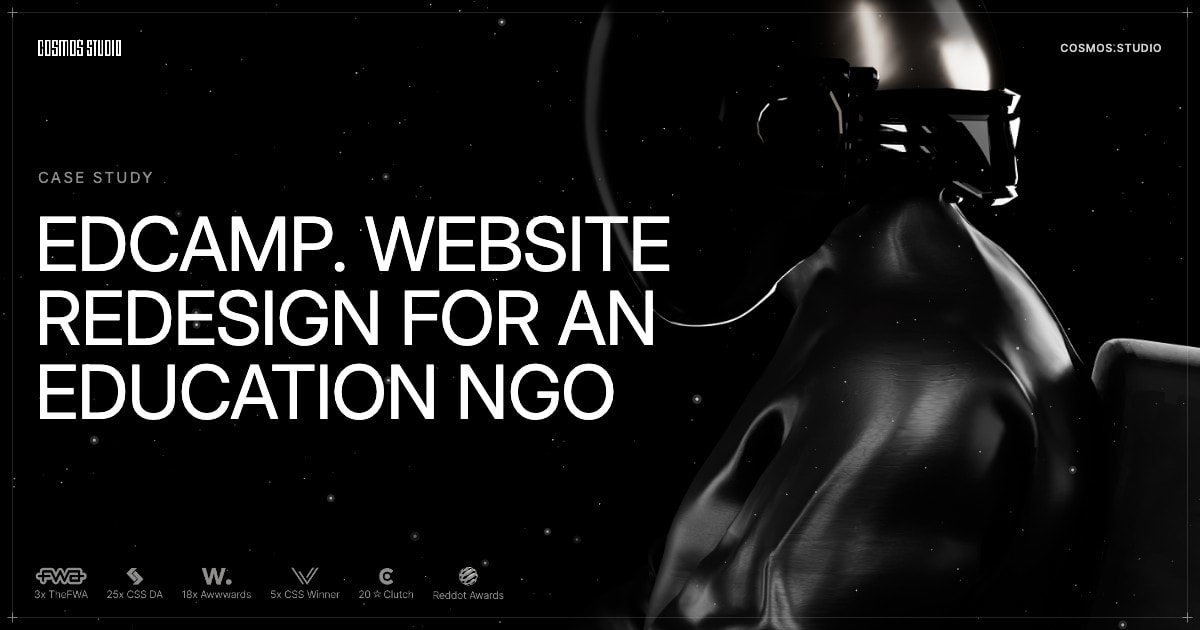 COSMOS STUDIO
COSMOS.STUDIO
CASE STUDY
EDCAMP. WEBSITE
REDESIGN FOR AN
EDUCATION NGO
FWA W. C
3x TheFWA 25x CSS DA 18x Awwwards 5x CSS Winner 20 ☆ Clutch Reddot Awards